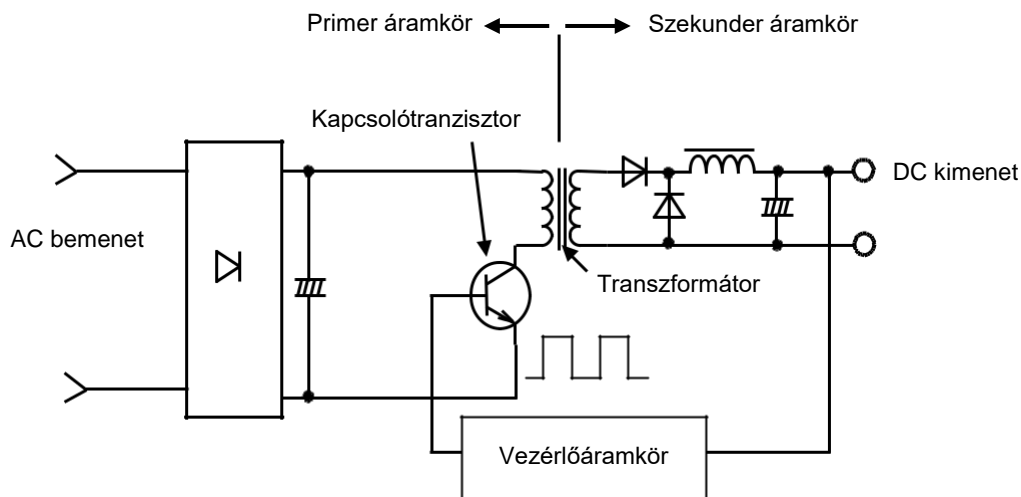 Primer áramkör
Szekunder áramkör
Kapcsolótranzisztor
DC kimenet
AC bemenet
Transzformátor
Vezérlőáramkör